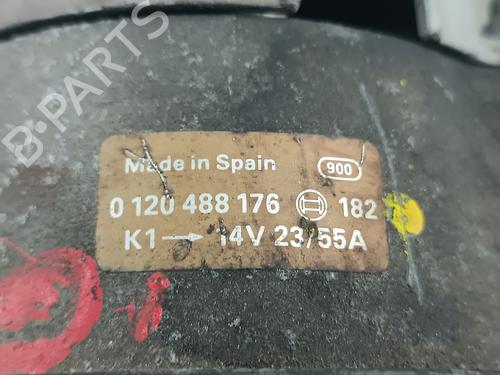 B-PARTS
Made in Spain 900
0 120 488 176 182
K1→ 14V 23/55A